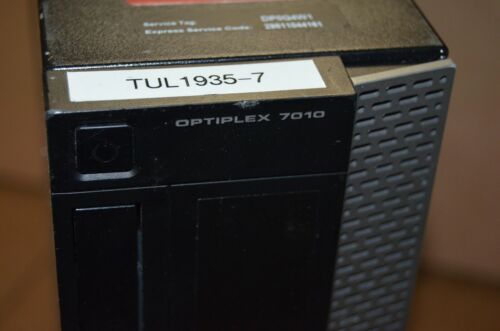 Service Tag:
Express Service Code:
TUL1935-7
OPTIPLEX 7010